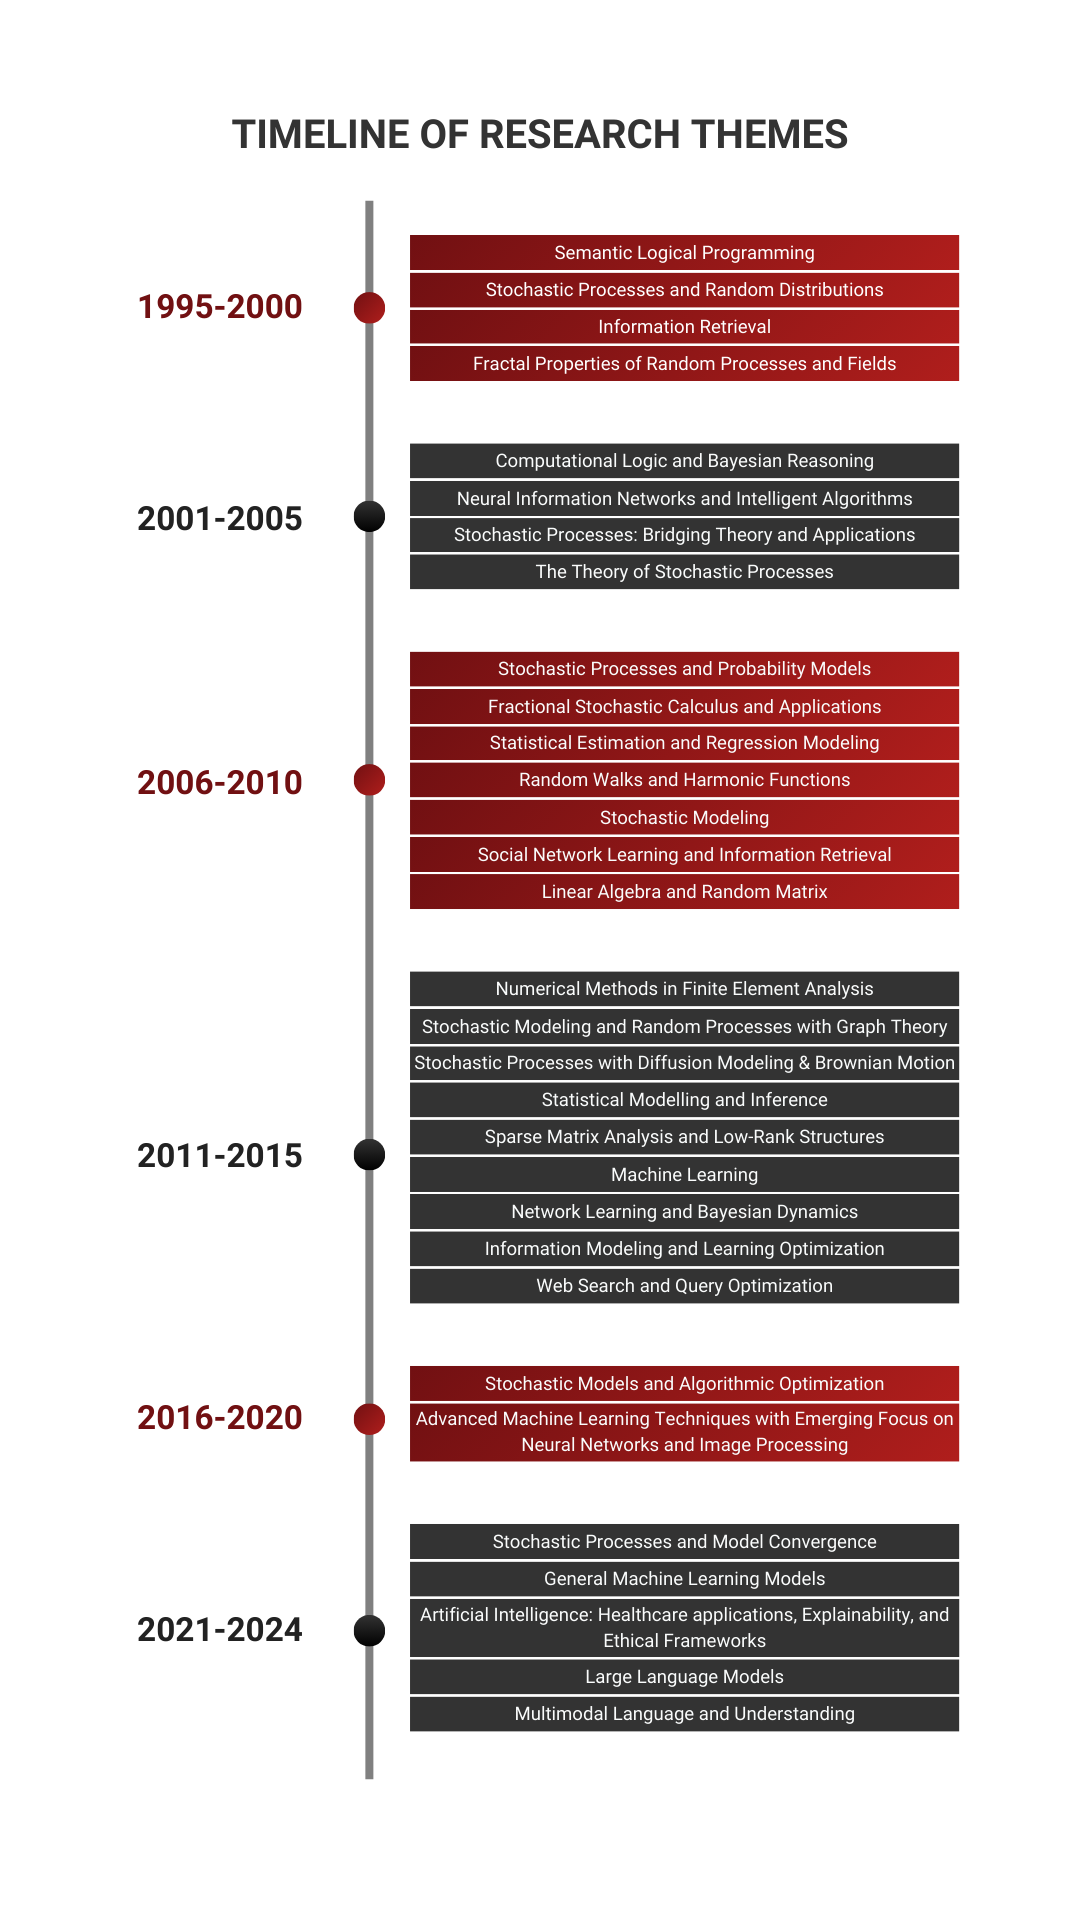 TIMELINE OF RESEARCH THEMES
1995-2000
Semantic Logical Programming
Stochastic Processes and Random Distributions
Information Retrieval
Fractal Properties of Random Processes and Fields
2001-2005
Computational Logic and Bayesian Reasoning
Neural Information Networks and Intelligent Algorithms
Stochastic Processes: Bridging Theory and Applications
The Theory of Stochastic Processes
2006-2010
Stochastic Processes and Probability Models
Fractional Stochastic Calculus and Applications
Statistical Estimation and Regression Modeling
Random Walks and Harmonic Functions
Stochastic Modeling
Social Network Learning and Information Retrieval
Linear Algebra and Random Matrix
2011-2015
Numerical Methods in Finite Element Analysis
Stochastic Modeling and Random Processes with Graph Theory
Stochastic Processes with Diffusion Modeling & Brownian Motion
Statistical Modelling and Inference
Sparse Matrix Analysis and Low-Rank Structures
Machine Learning
Network Learning and Bayesian Dynamics
Information Modeling and Learning Optimization
Web Search and Query Optimization
2016-2020
Stochastic Models and Algorithmic Optimization
Advanced Machine Learning Techniques with Emerging Focus on
Neural Networks and Image Processing
2021-2024
Stochastic Processes and Model Convergence
General Machine Learning Models
Artificial Intelligence: Healthcare applications, Explainability, and
Ethical Frameworks
Large Language Models
Multimodal Language and Understanding